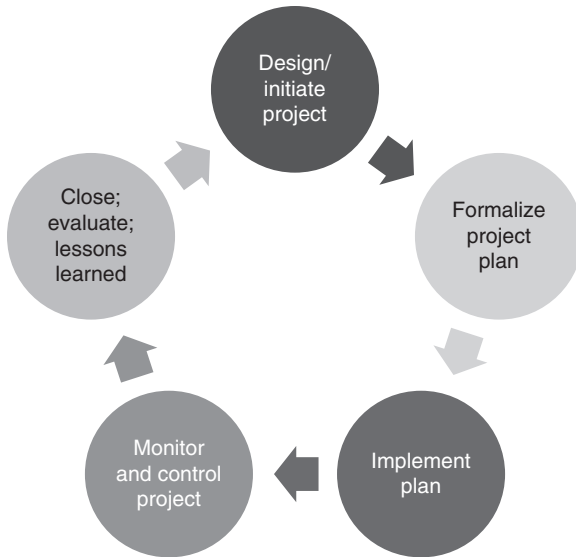 Design/
initiate
project
Formalize
project
plan
Implement
plan
Monitor
and control
project
Close;
evaluate;
lessons
learned